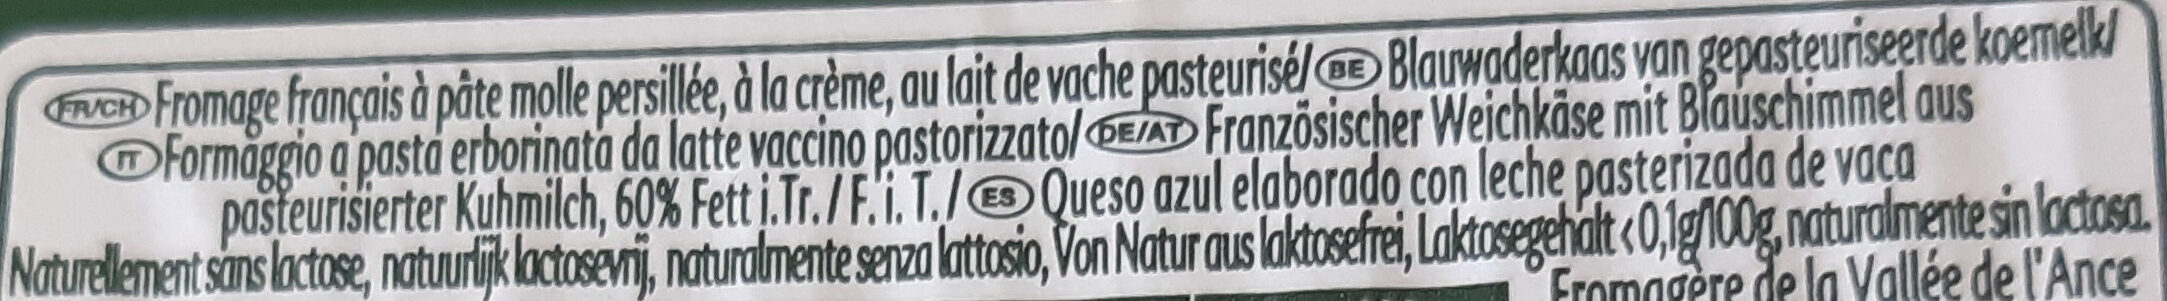 FR/CH Fromage français à pâte molle persillée, à la crème, au lait de vache pasteurisé/ BE Blauwaderkaas van gepasteuriseerde koemelk/
IT Formaggio a pasta erborinata da latte vaccino pastorizzato/ DE/AT Französischer Weichkäse mit Blauschimmel aus
pasteurisierter Kuhmilch, 60% Fett i.Tr. / F. i. T. / ES Queso azul elaborado con leche pasterizada de vaca
Naturellement sans lactose, natuurlijk lactosevrij, naturalmente senza lattosio, Von Natur aus laktosefrei, Laktosegehalt <0,1g/100g, naturalmente sin lactosa.
Fromagère de la Vallée de l'Ance